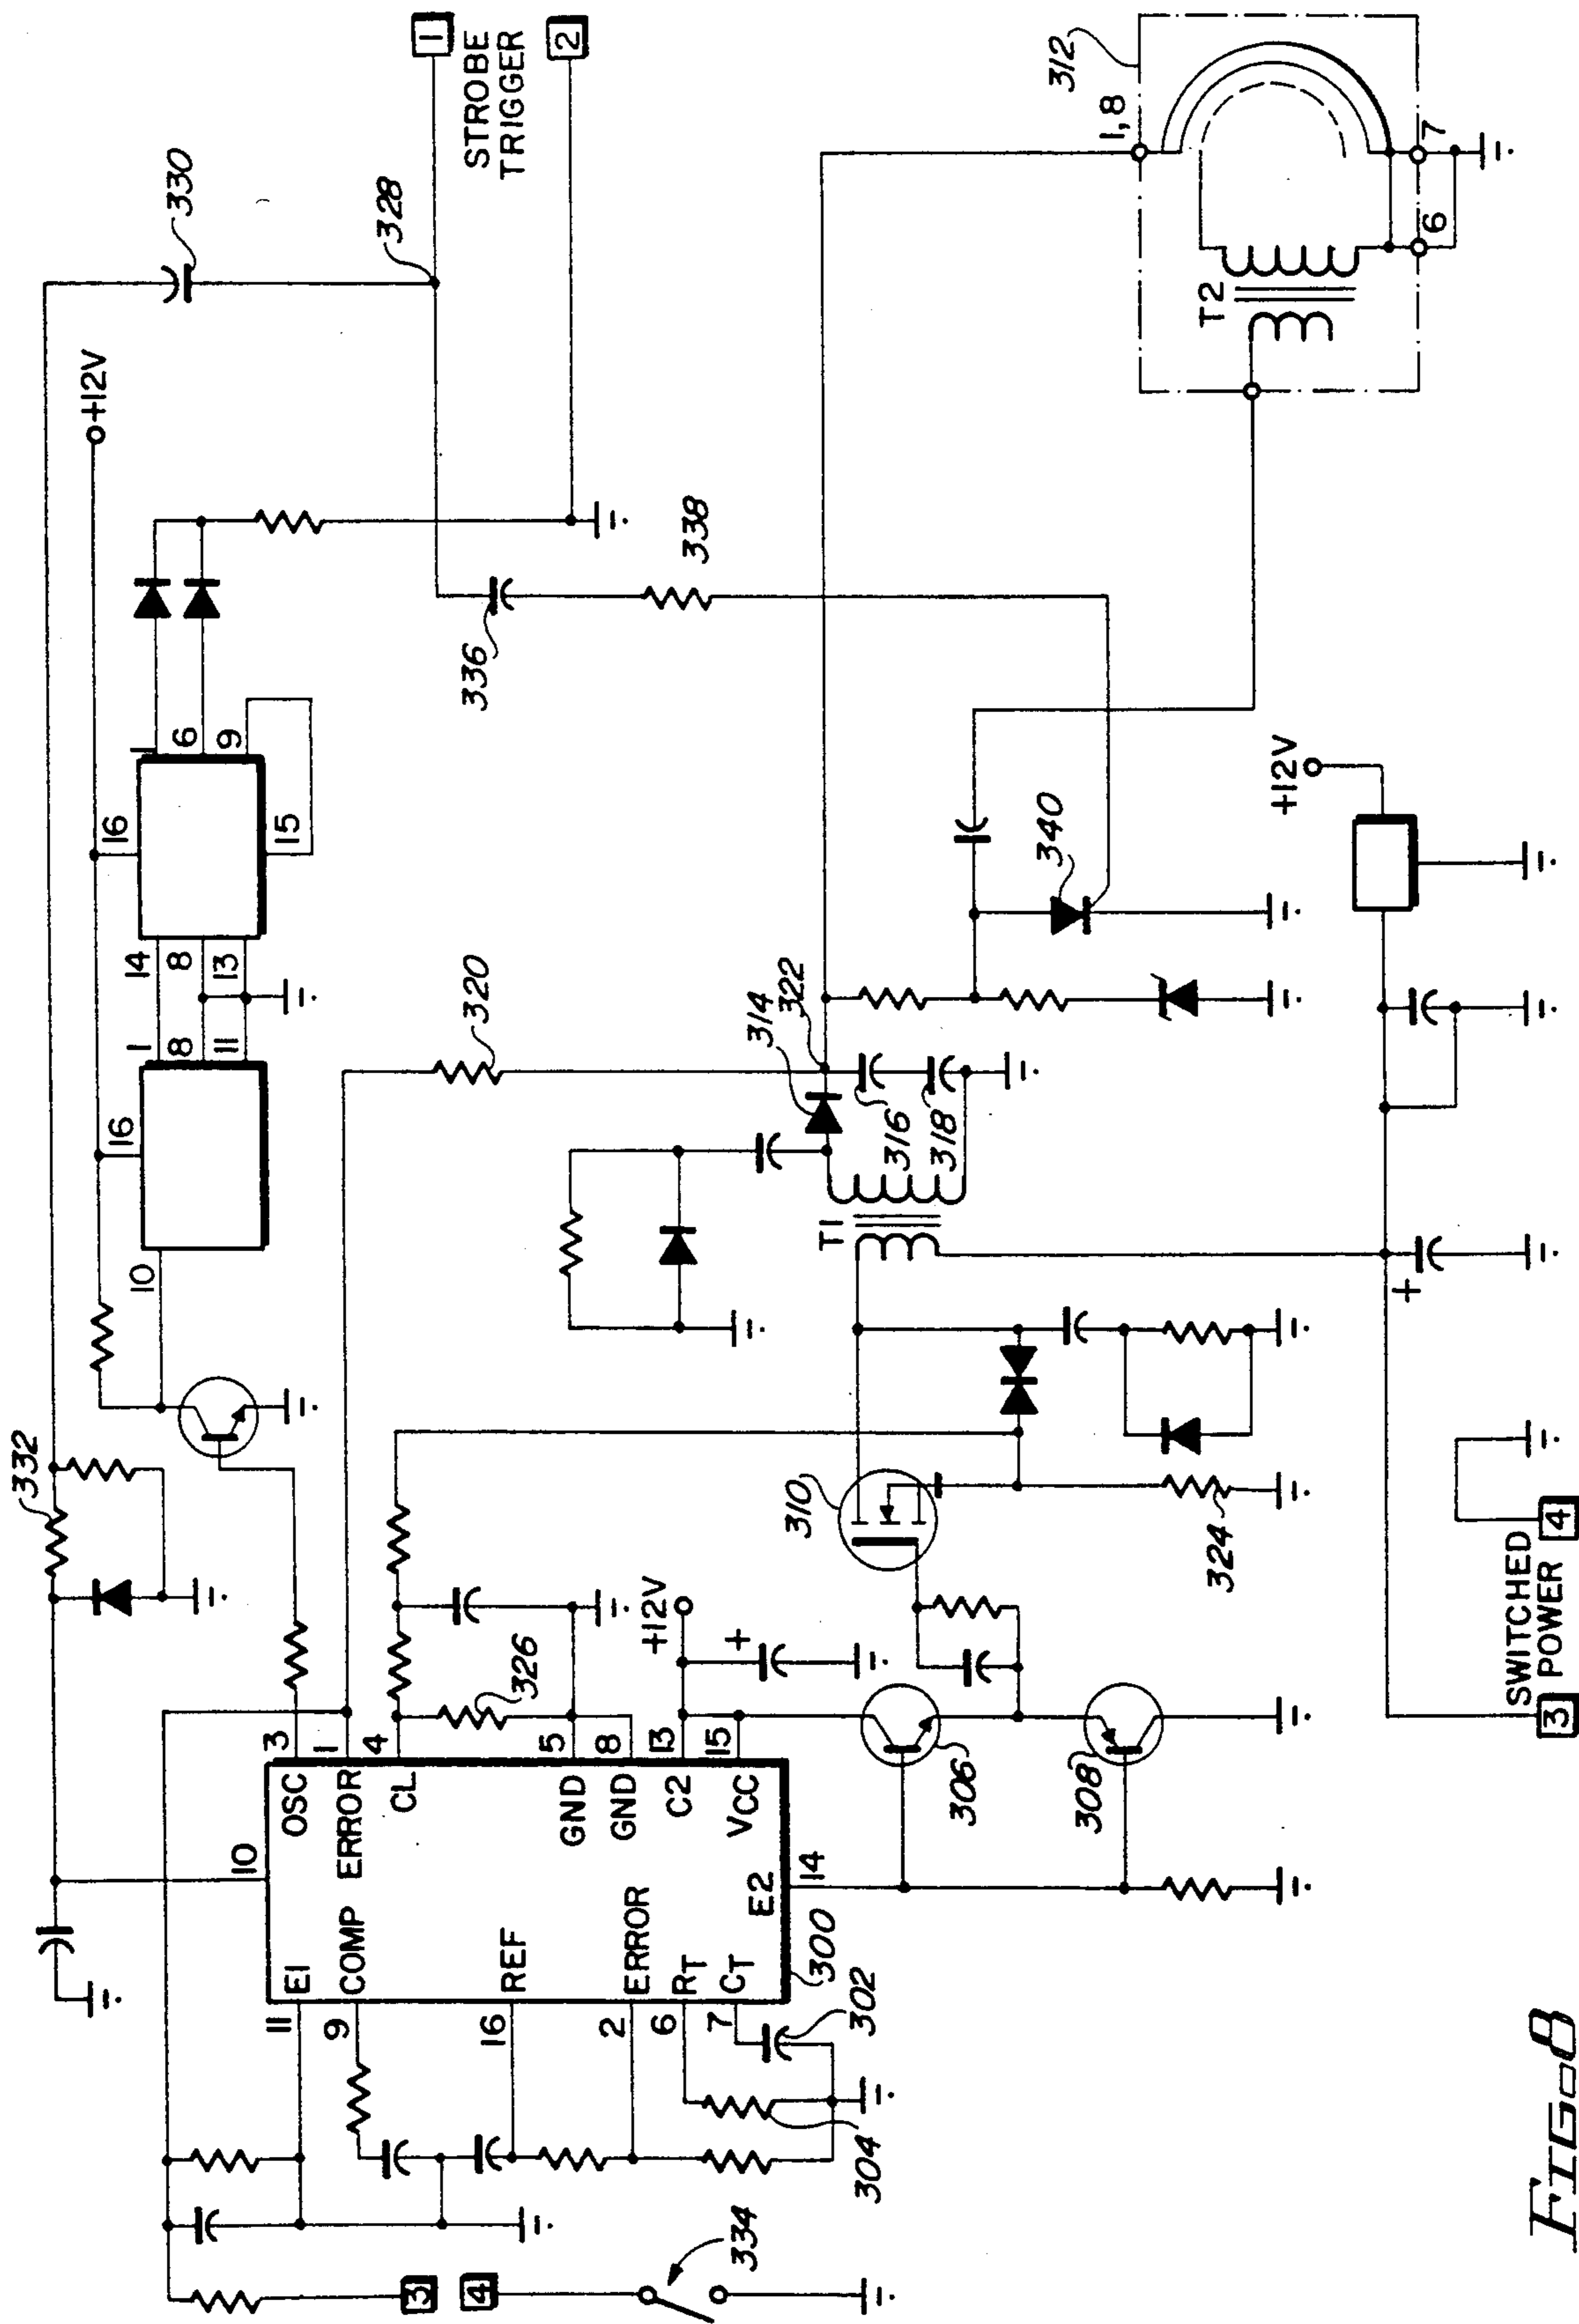 332
+12V
330
16
16
10
1
8
11
14
8
13
1
6
9
15
328
1
STROBE
TRIGGER
2
336
338
320
10
OSC
3
ERROR
1
CL
4
GND
5
GND
8
C2
13
VCC
15
E2
14
E1
11
COMP
9
REF
16
ERROR
2
RT
6
CT
7
300
302
304
326
+12V
+
306
308
310
324
T1
314
322
316
318
340
312
1,8
T2
6
7
+12V
+
3
4
334
SWITCHED
POWER
3
4
FIG. 8